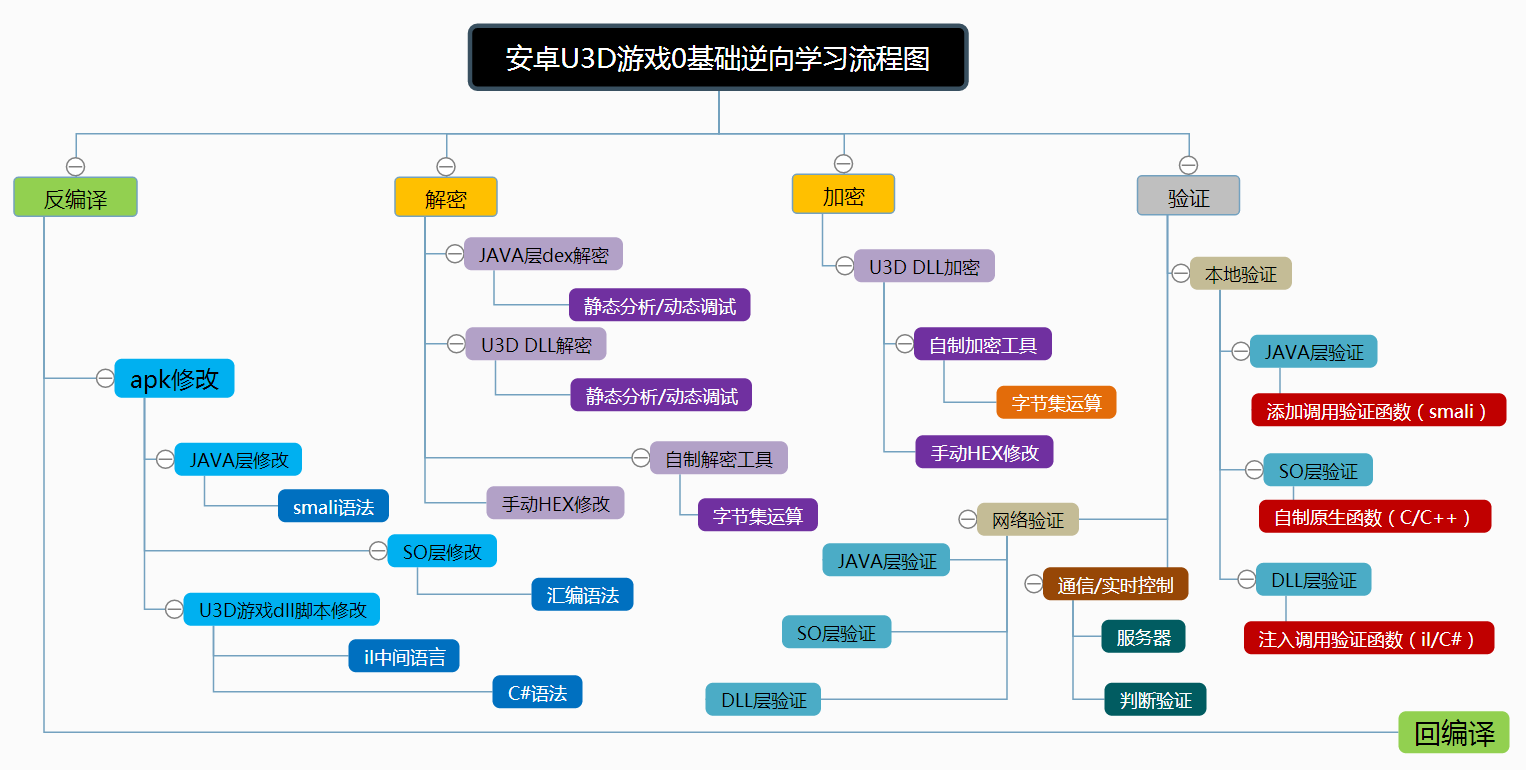 安卓U3D游戏0基础逆向学习流程图
反编译
apk修改
JAVA层修改
smali语法
SO层修改
汇编语法
U3D游戏dll脚本修改
il中间语言
C#语法
回编译
解密
JAVA层dex解密
静态分析/动态调试
U3D DLL解密
静态分析/动态调试
自制解密工具
字节集运算
手动HEX修改
加密
U3D DLL加密
自制加密工具
字节集运算
手动HEX修改
验证
本地验证
JAVA层验证
添加调用验证函数（smali）
SO层验证
自制原生函数（C/C++）
DLL层验证
注入调用验证函数（il/C#）
网络验证
JAVA层验证
SO层验证
DLL层验证
通信/实时控制
服务器
判断验证